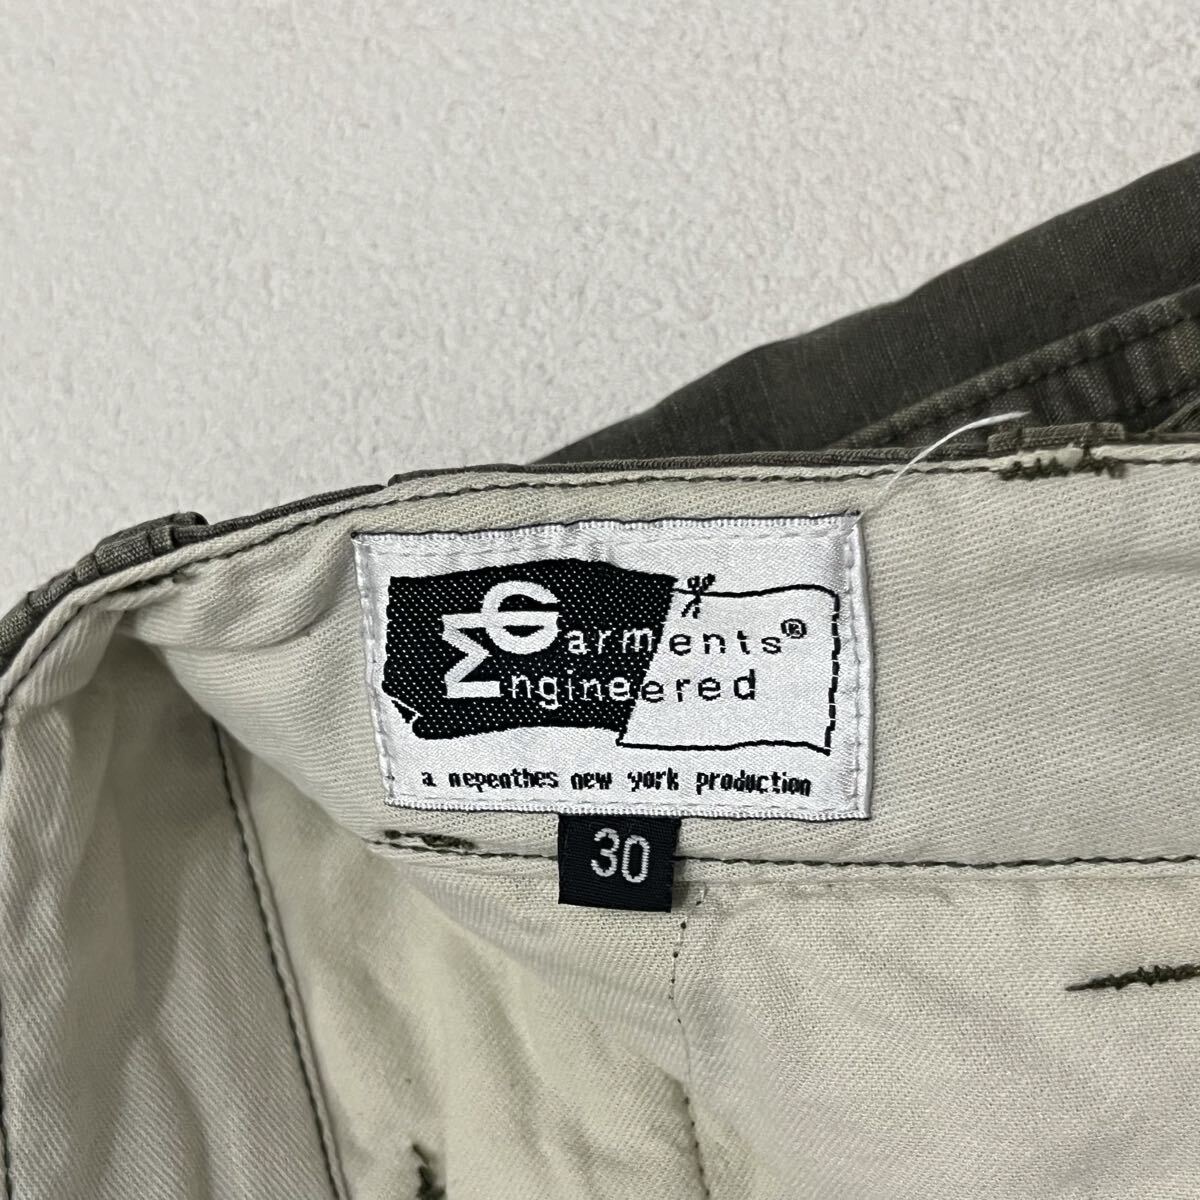 Garments®
Engineered
a nepenthes new york production
30